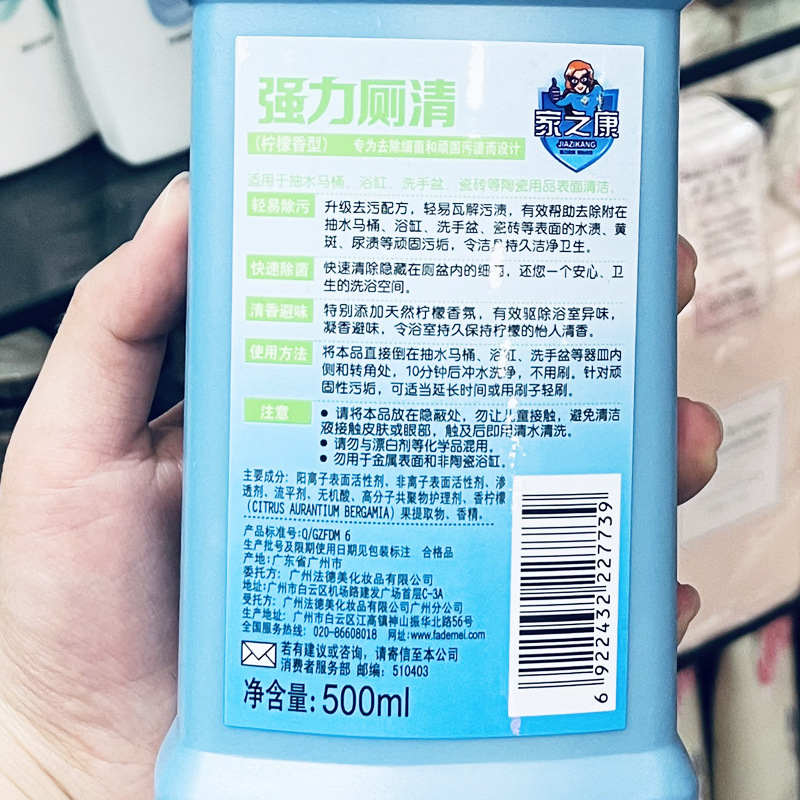 强力厕清
家之康
JIAZIKANG
(柠檬香型) 专为去除细菌和顽固污渍而设计
适用于抽水马桶、浴缸、洗手盆、瓷砖等陶瓷用品表面清洁。
轻易除污 升级去污配方，轻易瓦解污渍，有效帮助去除附在
抽水马桶、浴缸、洗手盆、瓷砖等表面的水渍、黄
斑、尿渍等顽固污垢，令洁具持久洁净卫生。
快速除菌 快速清除隐藏在厕盆内的细菌，还您一个安心、卫
生的洗浴空间。
清香避味 特别添加天然柠檬香氛，有效驱除浴室异味，
凝香避味，令浴室持久保持柠檬的怡人清香。
使用方法 将本品直接倒在抽水马桶、浴缸、洗手盆等器皿内
侧和转角处，10分钟后冲水洗净，不用刷。针对顽
固性污垢，可适当延长时间或用刷子轻刷。
注意 ● 请将本品放在隐蔽处，勿让儿童接触，避免清洁
液接触皮肤或眼部，触及后即用清水清洗。
● 请勿与漂白剂等化学品混用。
● 勿用于金属表面和非陶瓷浴缸。
主要成分：阳离子表面活性剂、非离子表面活性剂、渗
透剂、流平剂、无机酸、高分子共聚物护理剂、香柠檬
（CITRUS AURANTIUM BERGAMIA）果提取物、香精。
产品标准号:Q/GZFDM 6
生产批号及限期使用日期见包装标注 合格品
产地:广东省广州市
委托方：广州法德美化妆品有限公司
地址:广州市白云区机场路建发广场首层C-3A
受托方：广州法德美化妆品有限公司广州分公司
生产地址：广州市白云区江高镇神山振华北路56号
全国服务热线：020-86608018 网址:www.fademei.com
若有建议或咨询，请寄信至本公司
消费者服务部 邮编：510403
净含量:500ml
6922432227739